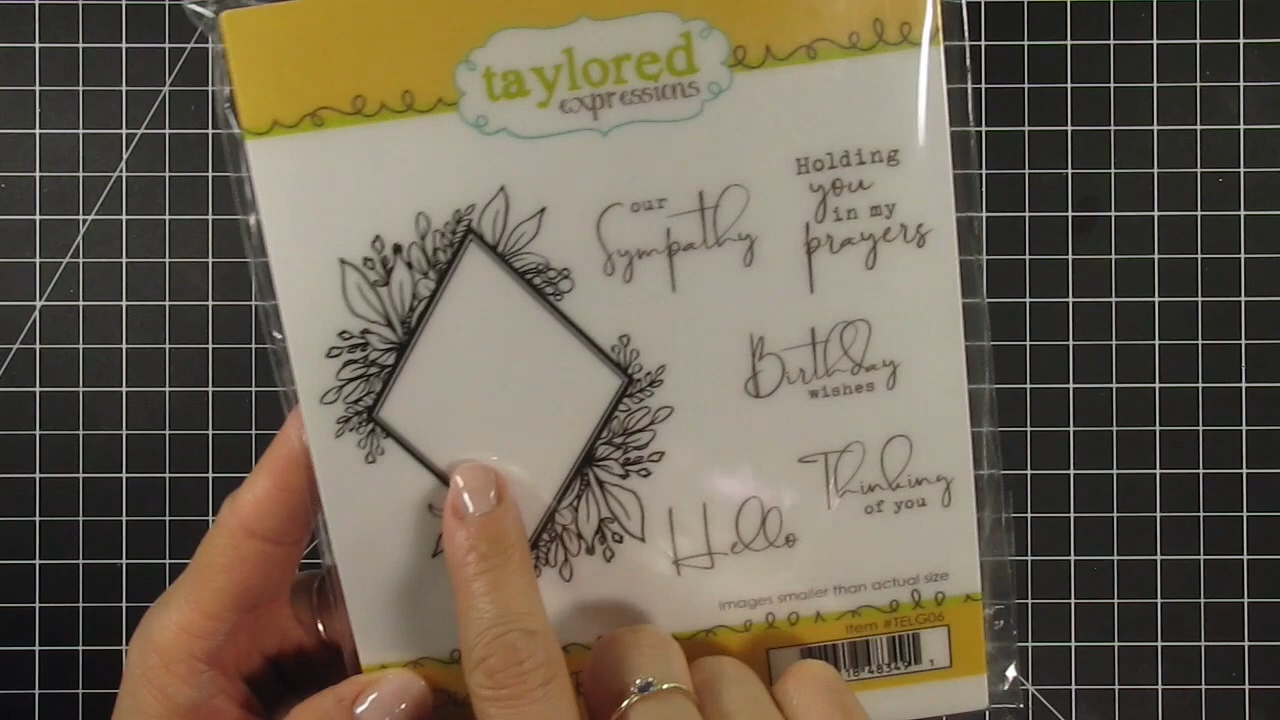 taylored
expressions
our
Sympathy
Holding
you
in my
prayers
Birthday
wishes
Thinking
of you
Hello
images smaller than actual size
Item #TELG06
1